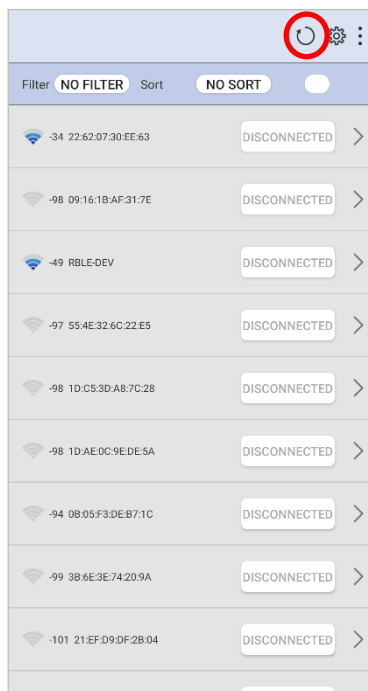 Filter NO FILTER Sort NO SORT
-34 22:62:07:30:EE:63 DISCONNECTED
-98 09:16:1B:AF:31:7E DISCONNECTED
-49 RBLE-DEV DISCONNECTED
-97 55:4E:32:6C:22:E5 DISCONNECTED
-98 1D:C5:3D:A8:7C:28 DISCONNECTED
-98 1D:AE:0C:9E:DE:5A DISCONNECTED
-94 0B:05:F3:DE:B7:1C DISCONNECTED
-99 3B:6E:3E:74:20:9A DISCONNECTED
-101 21:EF:D9:DF:2B:04 DISCONNECTED